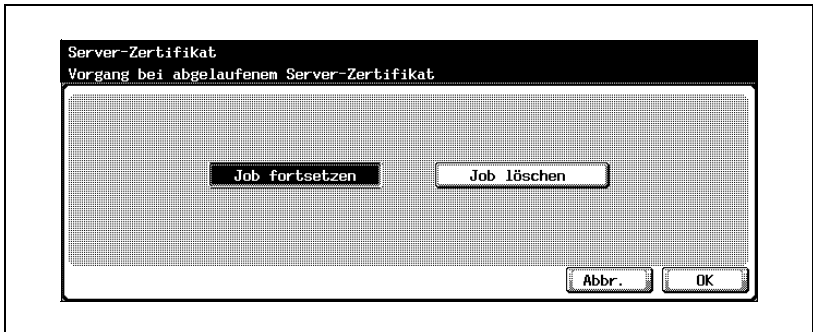 Server-Zertifikat
Vorgang bei abgelaufenem Server-Zertifikat
Job fortsetzen Job löschen
Abbr. OK